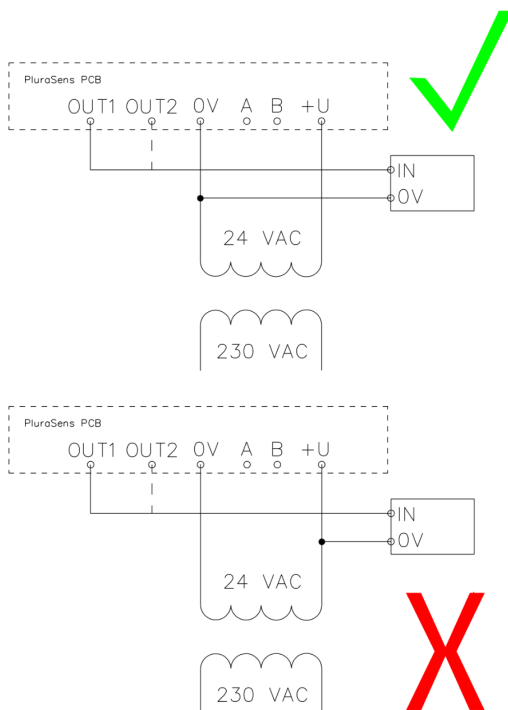 PluraSens PCB
OUT1 OUT2 0V A B +U
IN
0V
24 VAC
230 VAC
PluraSens PCB
OUT1 OUT2 0V A B +U
IN
0V
24 VAC
230 VAC